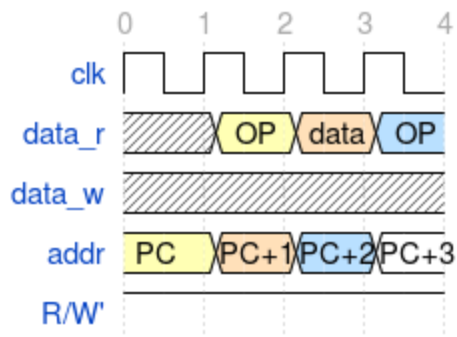 0 1 2 3 4
clk
data_r OP data OP
data_w
addr PC PC+1 PC+2 PC+3
R/W'